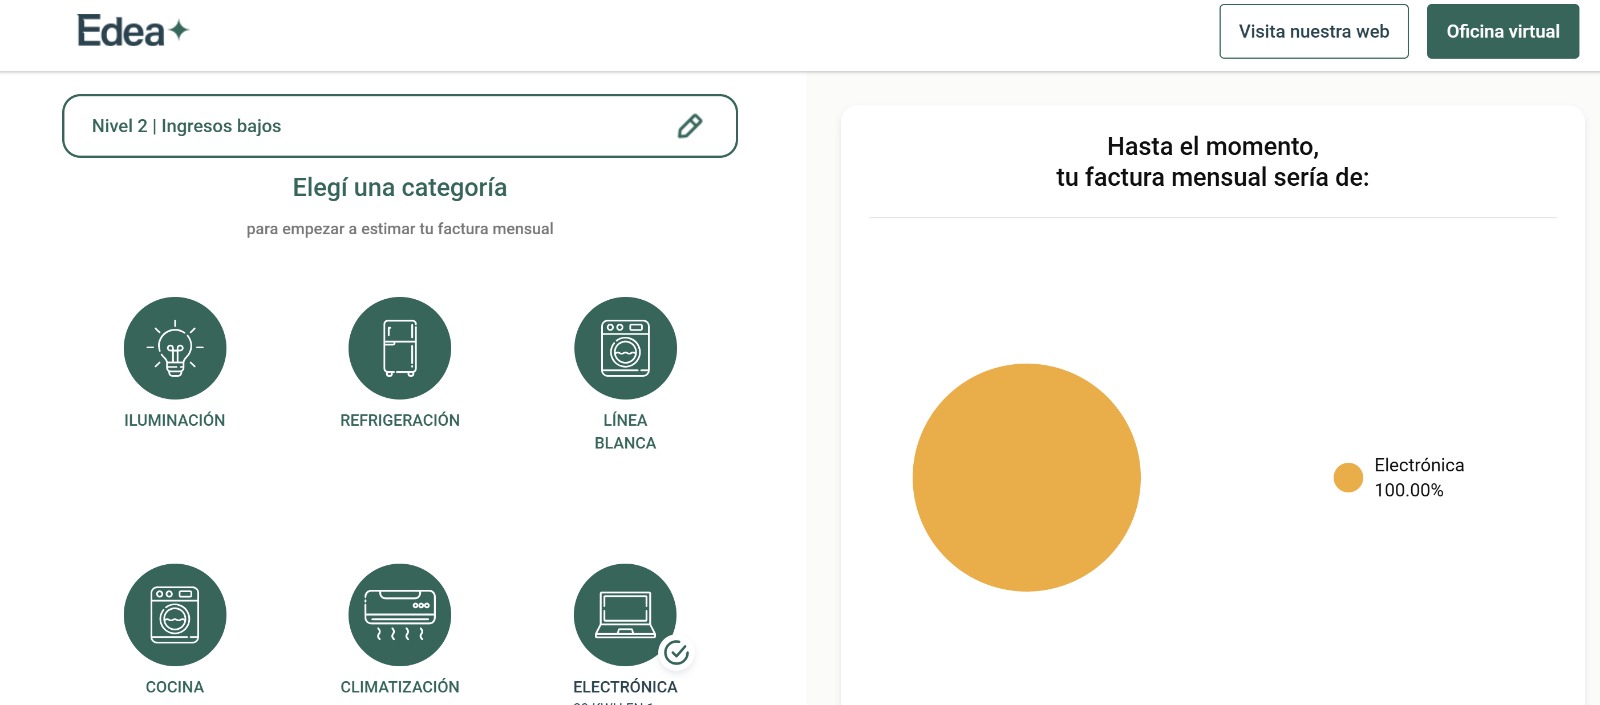 Edea
Visita nuestra web
Oficina virtual
Nivel 2 | Ingresos bajos
Elegí una categoría
para empezar a estimar tu factura mensual
ILUMINACIÓN
REFRIGERACIÓN
LÍNEA
BLANCA
COCINA
CLIMATIZACIÓN
ELECTRÓNICA
Hasta el momento,
tu factura mensual sería de:
Electrónica
100.00%